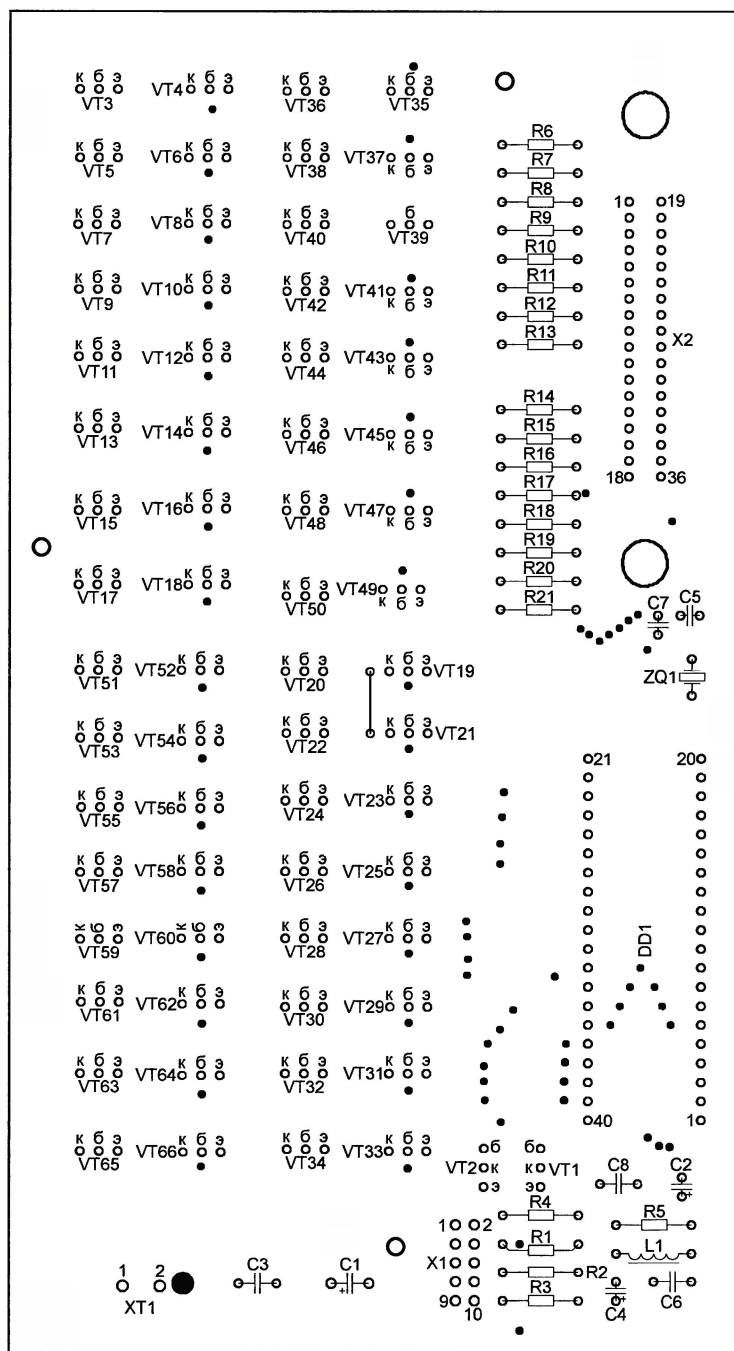 к б э
VT3
VT4
к б э
к б э
VT36
к б э
VT35
R6
к б э
VT5
VT6
к б э
к б э
VT38
VT37
к б э
R7
R8
1
19
к б э
VT7
VT8
к б э
к б э
VT40
б
VT39
R9
R10
к б э
VT9
VT10
к б э
к б э
VT42
VT41
к б э
R11
R12
к б э
VT11
VT12
к б э
к б э
VT44
VT43
к б э
R13
X2
к б э
VT13
VT14
к б э
к б э
VT46
VT45
к б э
R14
R15
R16
18
36
к б э
VT15
VT16
к б э
к б э
VT48
VT47
к б э
R17
R18
R19
к б э
VT17
VT18
к б э
к б э
VT50
VT49
к б э
R20
R21
C7
C5
к б э
VT51
VT52
к б э
к б э
VT20
к б э
VT19
ZQ1
к б э
VT53
VT54
к б э
к б э
VT22
к б э
VT21
21
20
к б э
VT55
VT56
к б э
к б э
VT24
VT23
к б э
к б э
VT57
VT58
к б э
к б э
VT26
VT25
к б э
к б э
VT59
VT60
к б э
к б э
VT28
VT27
к б э
DD1
к б э
VT61
VT62
к б э
к б э
VT30
VT29
к б э
к б э
VT63
VT64
к б э
к б э
VT32
VT31
к б э
40
1
к б э
VT65
VT66
к б э
к б э
VT34
VT33
к б э
б б
VT2 к к VT1
э э
C8
C2
+
R4
R5
1 2
X1
R1
L1
R2
9
10
R3
C4
+
C6
1
2
XT1
C3
C1
+